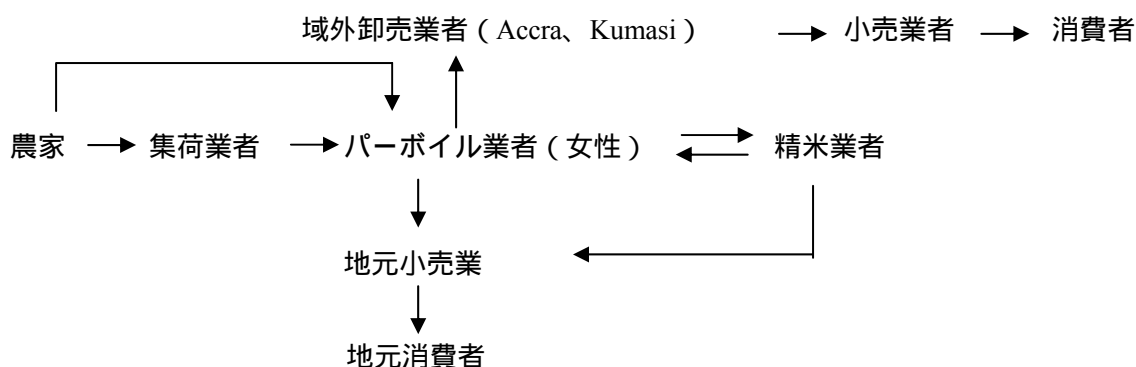 域外卸売業者（Accra、Kumasi） 小売業者 消費者
農家 集荷業者 パーボイル業者（女性） 精米業者
地元小売業
地元消費者